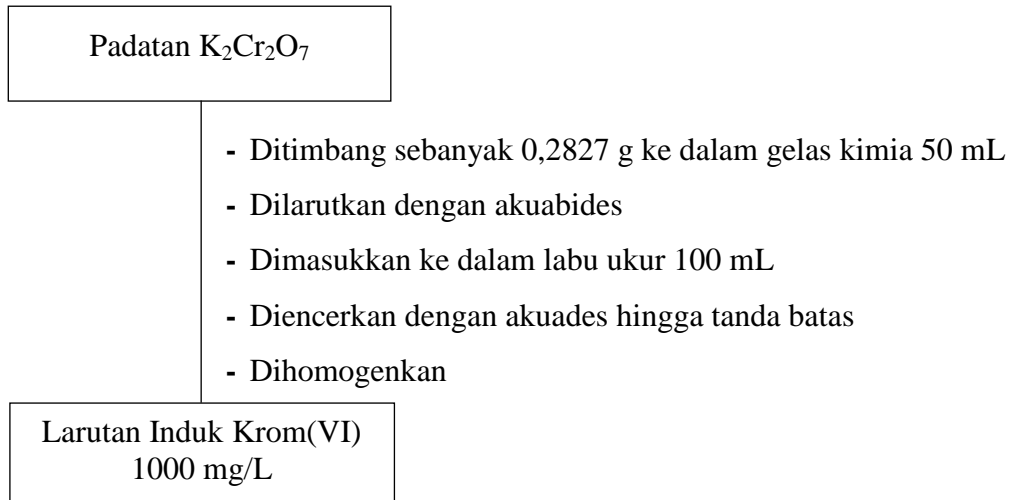 Padatan K₂Cr₂O₇
- Ditimbang sebanyak 0,2827 g ke dalam gelas kimia 50 mL
- Dilarutkan dengan akuabides
- Dimasukkan ke dalam labu ukur 100 mL
- Diencerkan dengan akuades hingga tanda batas
- Dihomogenkan
Larutan Induk Krom(VI)
1000 mg/L